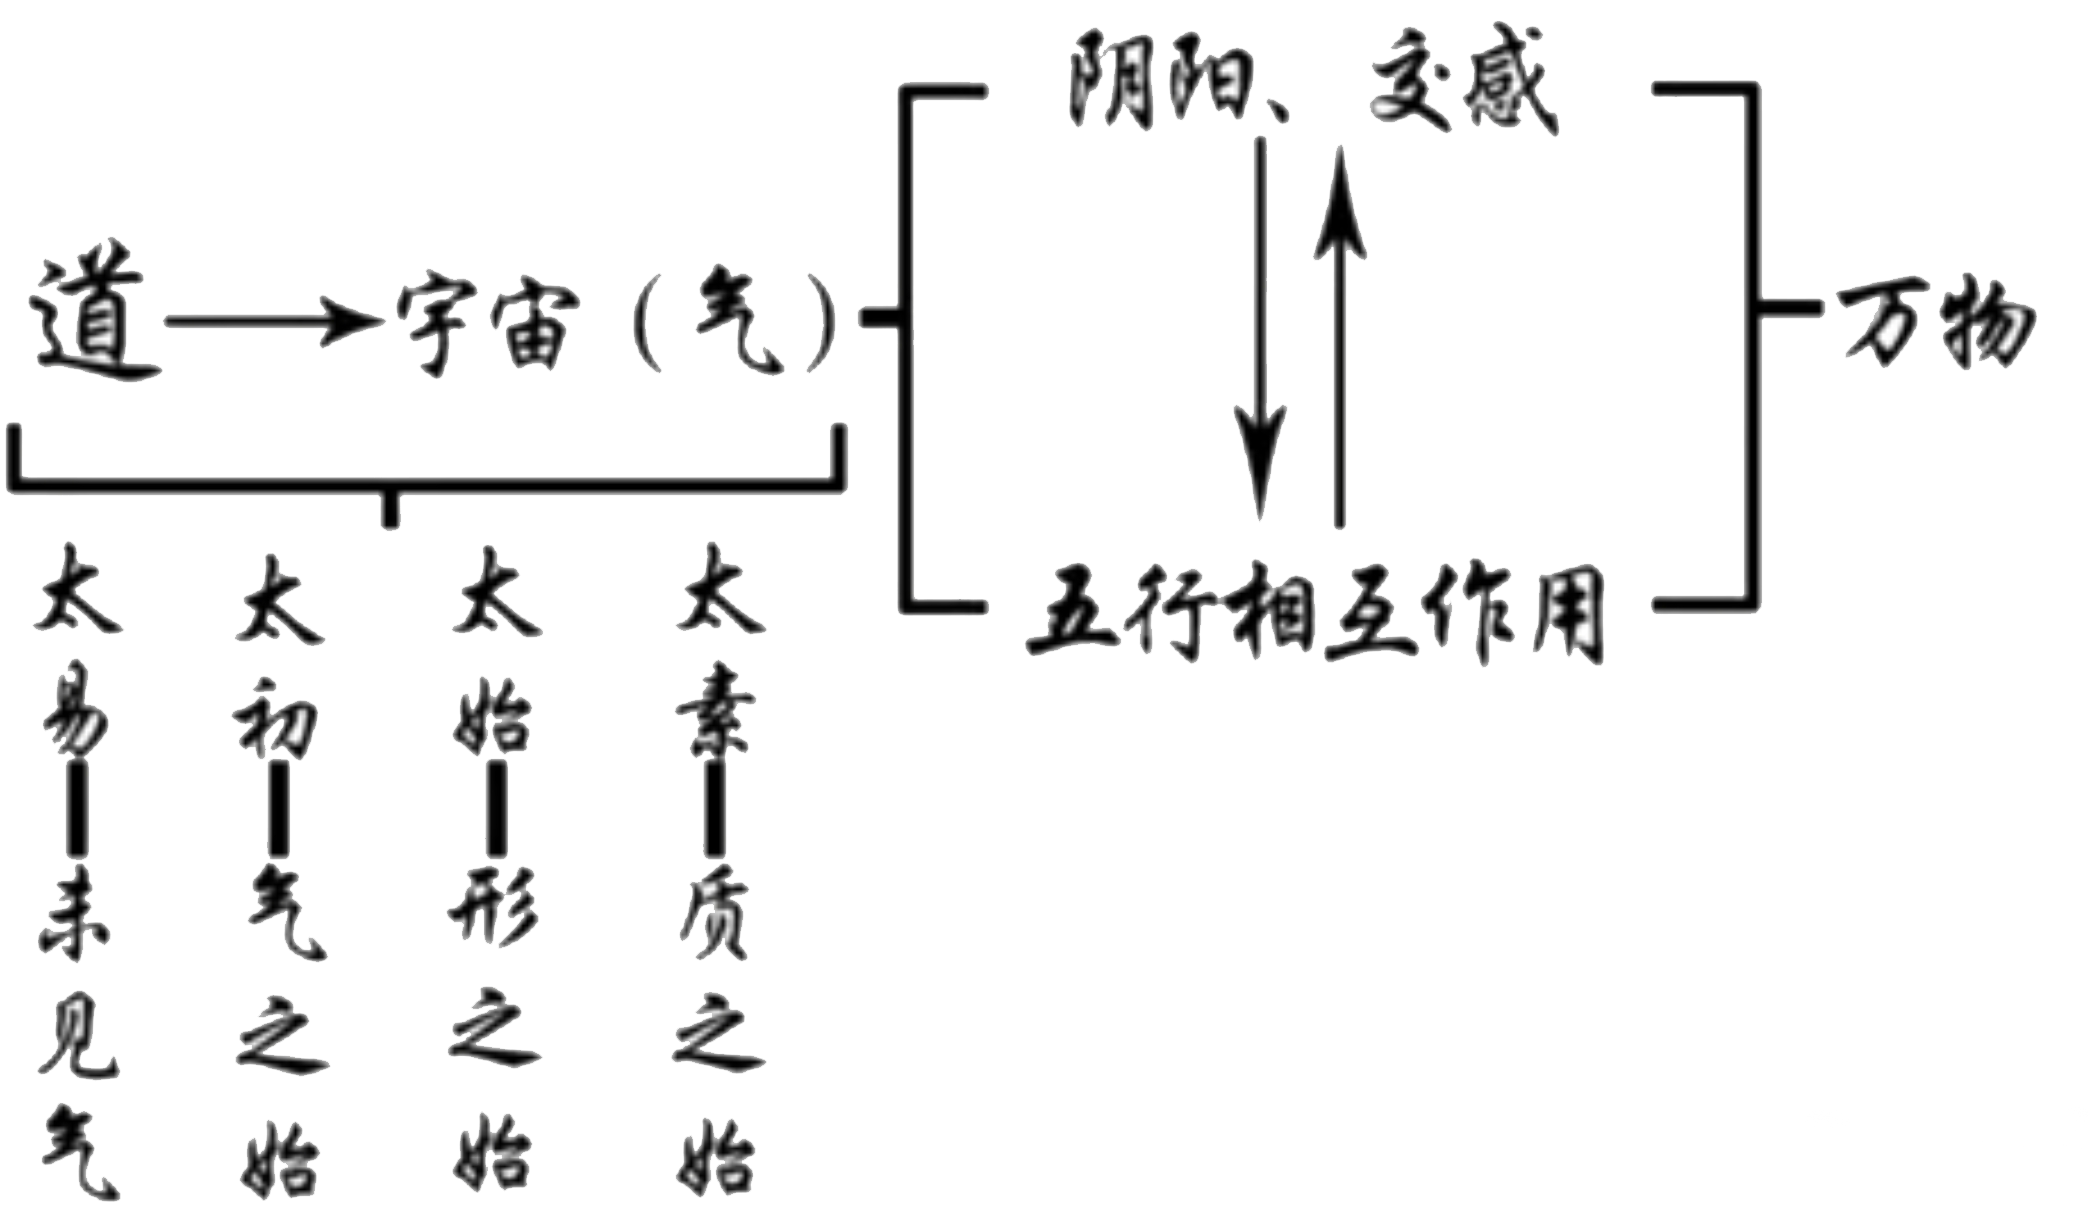 阴阳、交感
道
宇宙(气)
万物
五行相互作用
太易—未见气
太初—气之始
太始—形之始
太素—质之始